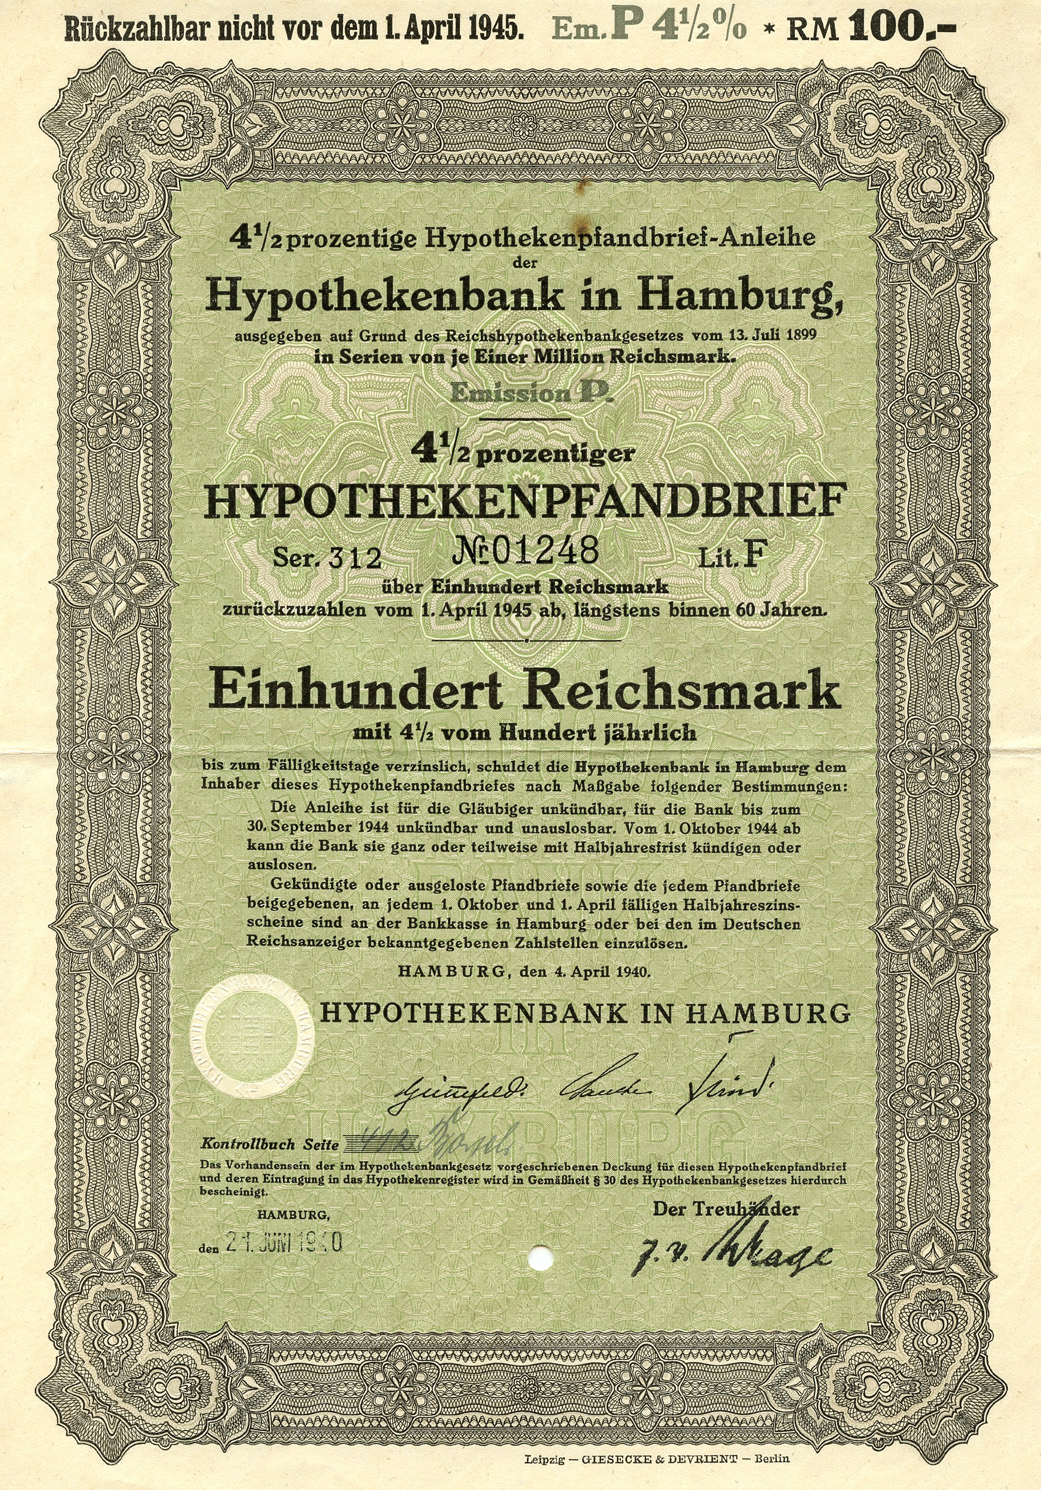 Rückzahlbar nicht vor dem 1. April 1945. Em. P 4½% * RM 100.-
4½ prozentige Hypothekenpfandbrief-Anleihe
der
Hypothekenbank in Hamburg,
ausgegeben auf Grund des Reichshypothekenbankgesetzes vom 13. Juli 1899
in Serien von je Einer Million Reichsmark.
Emission P.
4½ prozentiger
HYPOTHEKENPFANDBRIEF
Ser. 312 № 01248 Lit. F
über Einhundert Reichsmark
zurückzuzahlen vom 1. April 1945 ab, längstens binnen 60 Jahren.
Einhundert Reichsmark
mit 4½ vom Hundert jährlich
bis zum Fälligkeitstage verzinslich, schuldet die Hypothekenbank in Hamburg dem
Inhaber dieses Hypothekenpfandbriefes nach Maßgabe folgender Bestimmungen:
Die Anleihe ist für die Gläubiger unkündbar, für die Bank bis zum
30. September 1944 unkündbar und unauslosbar. Vom 1. Oktober 1944 ab
kann die Bank sie ganz oder teilweise mit Halbjahresfrist kündigen oder
auslosen.
Gekündigte oder ausgeloste Pfandbriefe sowie die jedem Pfandbriefe
beigegebenen, an jedem 1. Oktober und 1. April fälligen Halbjahreszins-
scheine sind an der Bankkasse in Hamburg oder bei den im Deutschen
Reichsanzeiger bekanntgegebenen Zahlstellen einzulösen.
HAMBURG, den 4. April 1940.
HYPOTHEKENBANK IN HAMBURG
Kontrollbuch Seite 412
Das Vorhandensein der im Hypothekenbankgesetz vorgeschriebenen Deckung für diesen Hypothekenpfandbrief
und deren Eintragung in das Hypothekenregister wird in Gemäßheit § 30 des Hypothekenbankgesetzes hierdurch
bescheinigt.
HAMBURG,
den 21. JUNI 1940
Der Treuhänder
Leipzig — GIESECKE & DEVRIENT — Berlin